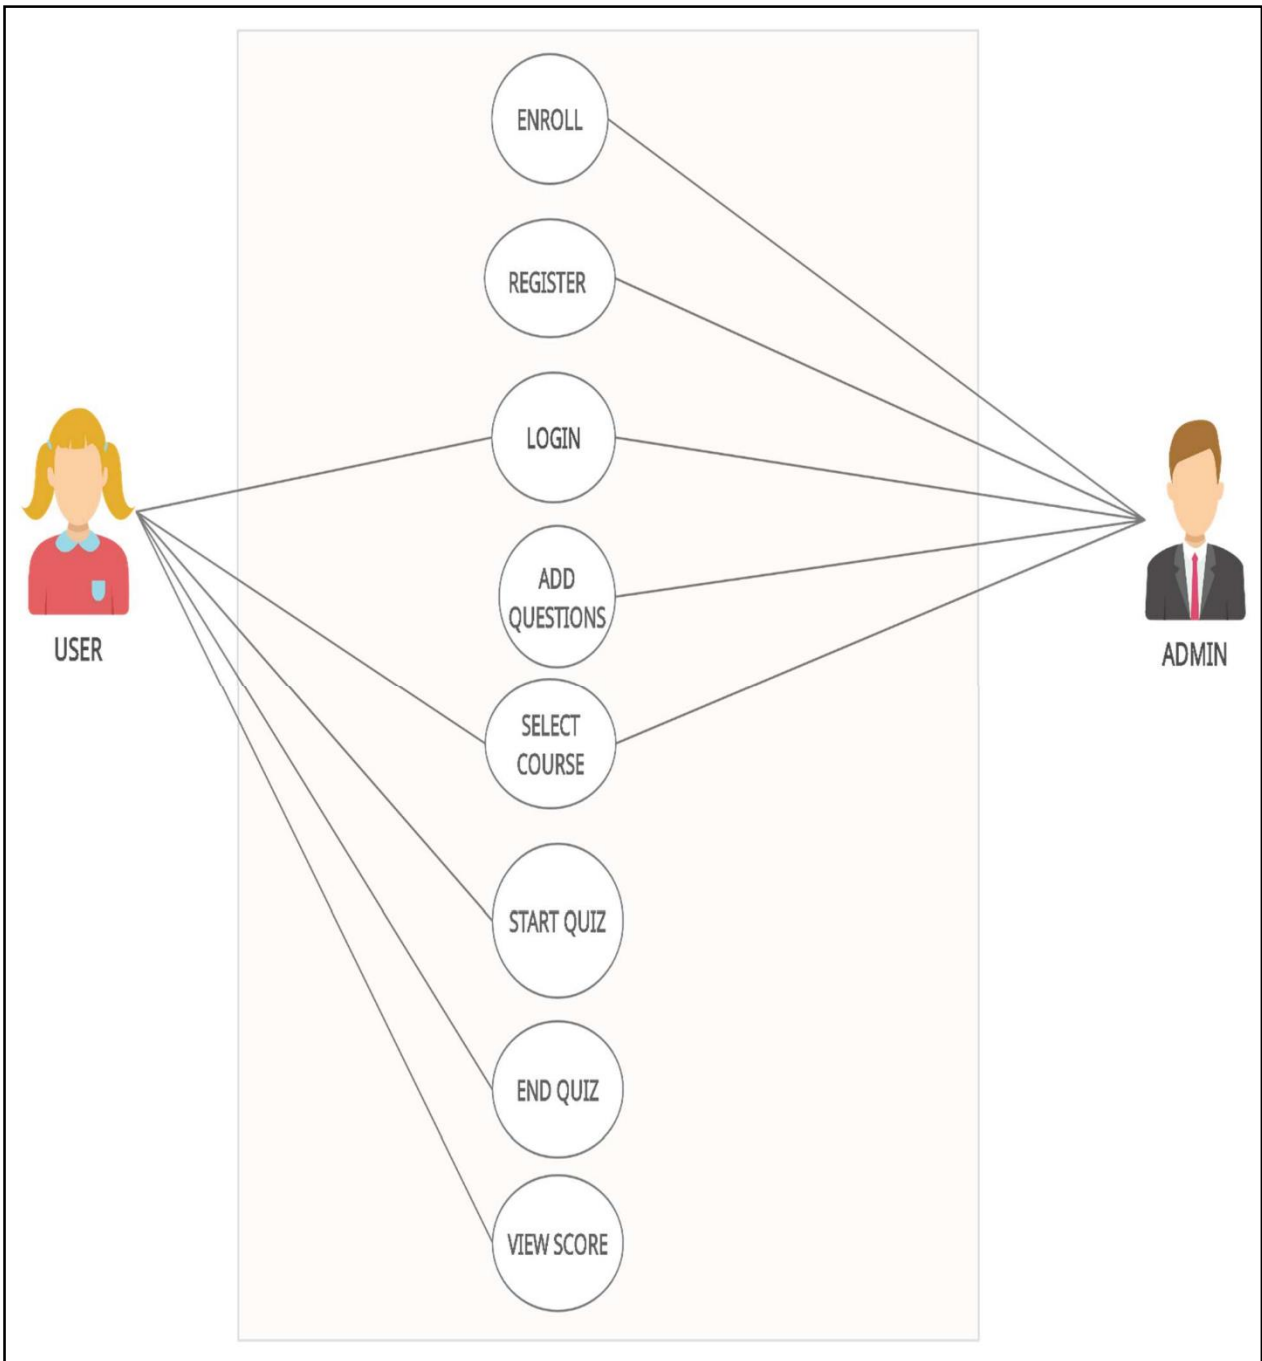 ENROLL
REGISTER
LOGIN
ADD
QUESTIONS
USER
ADMIN
SELECT
COURSE
START QUIZ
END QUIZ
VIEW SCORE